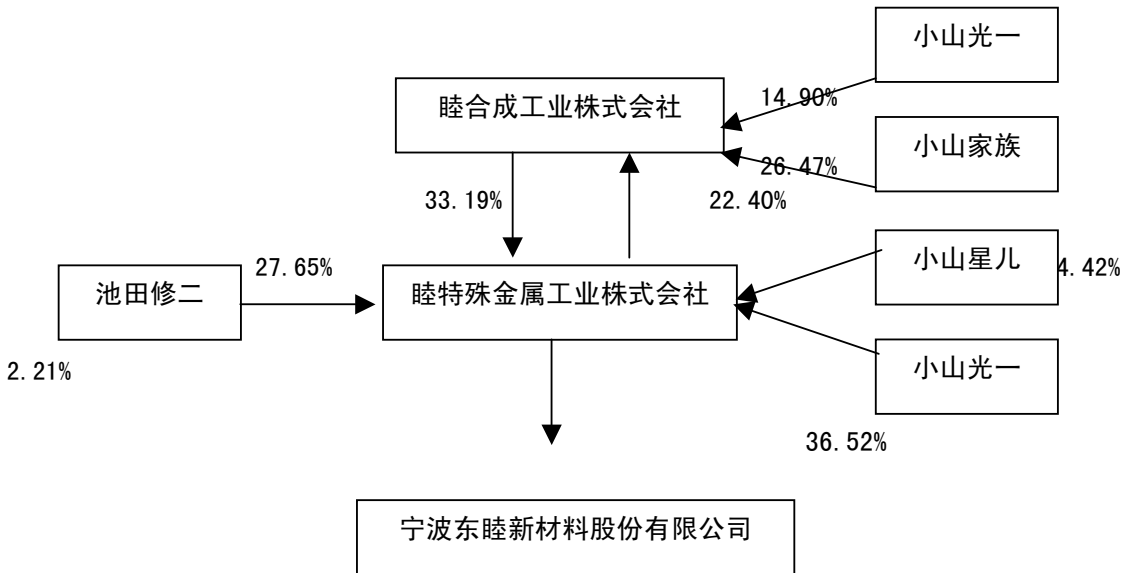 小山光一
睦合成工业株式会社
14.90%
小山家族
26.47%
33.19%
22.40%
小山星儿
4.42%
27.65%
池田修二
睦特殊金属工业株式会社
小山光一
2.21%
36.52%
宁波东睦新材料股份有限公司